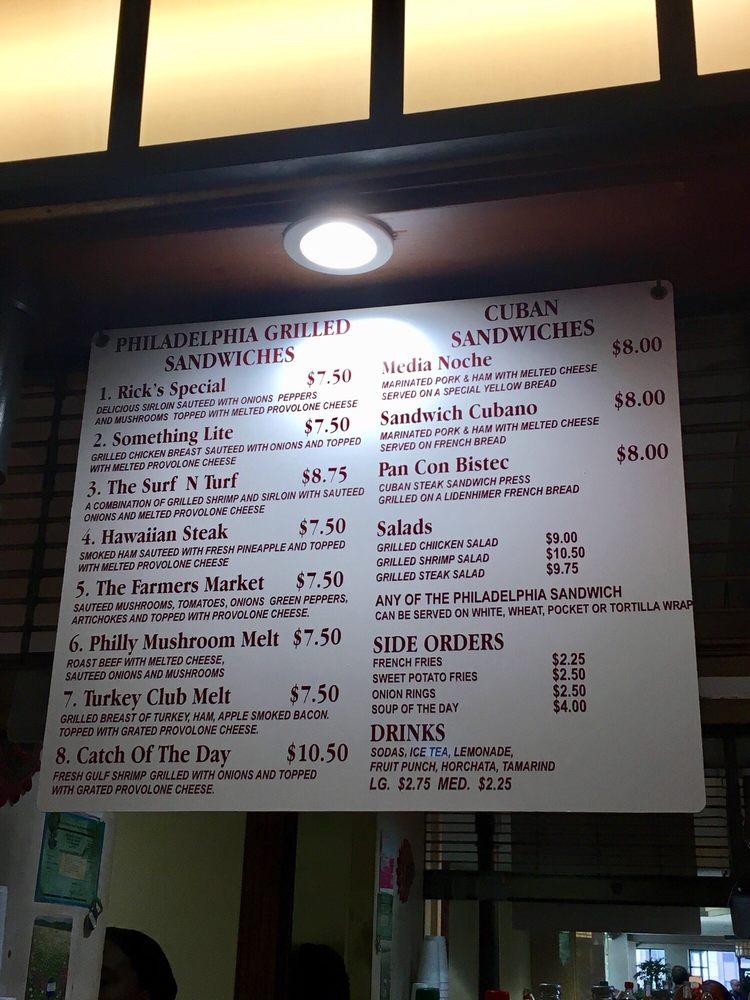 PHILADELPHIA GRILLED
SANDWICHES
1. Rick's Special $7.50
DELICIOUS SIRLOIN SAUTEED WITH ONIONS PEPPERS
AND MUSHROOMS TOPPED WITH MELTED PROVOLONE CHEESE
2. Something Lite $7.50
GRILLED CHICKEN BREAST SAUTEED WITH ONIONS AND TOPPED
WITH MELTED PROVOLONE CHEESE
3. The Surf N Turf $8.75
A COMBINATION OF GRILLED SHRIMP AND SIRLOIN WITH SAUTEED
ONIONS AND MELTED PROVOLONE CHEESE
4. Hawaiian Steak $7.50
SMOKED HAM SAUTEED WITH FRESH PINEAPPLE AND TOPPED
WITH MELTED PROVOLONE CHEESE
5. The Farmers Market $7.50
SAUTEED MUSHROOMS, TOMATOES, ONIONS GREEN PEPPERS,
ARTICHOKES AND TOPPED WITH PROVOLONE CHEESE.
6. Philly Mushroom Melt $7.50
ROAST BEEF WITH MELTED CHEESE,
SAUTEED ONIONS AND MUSHROOMS
7. Turkey Club Melt $7.50
GRILLED BREAST OF TURKEY, HAM, APPLE SMOKED BACON.
TOPPED WITH GRATED PROVOLONE CHEESE.
8. Catch Of The Day $10.50
FRESH GULF SHRIMP GRILLED WITH ONIONS AND TOPPED
WITH GRATED PROVOLONE CHEESE.
CUBAN
SANDWICHES
Media Noche $8.00
MARINATED PORK & HAM WITH MELTED CHEESE
SERVED ON A SPECIAL YELLOW BREAD
Sandwich Cubano $8.00
MARINATED PORK & HAM WITH MELTED CHEESE
SERVED ON FRENCH BREAD
Pan Con Bistec $8.00
CUBAN STEAK SANDWICH PRESS
GRILLED ON A LIDENHIMER FRENCH BREAD
Salads
GRILLED CHIICKEN SALAD $9.00
GRILLED SHRIMP SALAD $10.50
GRILLED STEAK SALAD $9.75
ANY OF THE PHILADELPHIA SANDWICH
CAN BE SERVED ON WHITE, WHEAT, POCKET OR TORTILLA WRAP
SIDE ORDERS
FRENCH FRIES $2.25
SWEET POTATO FRIES $2.50
ONION RINGS $2.50
SOUP OF THE DAY $4.00
DRINKS
SODAS, ICE TEA, LEMONADE,
FRUIT PUNCH, HORCHATA, TAMARIND
LG. $2.75 MED. $2.25